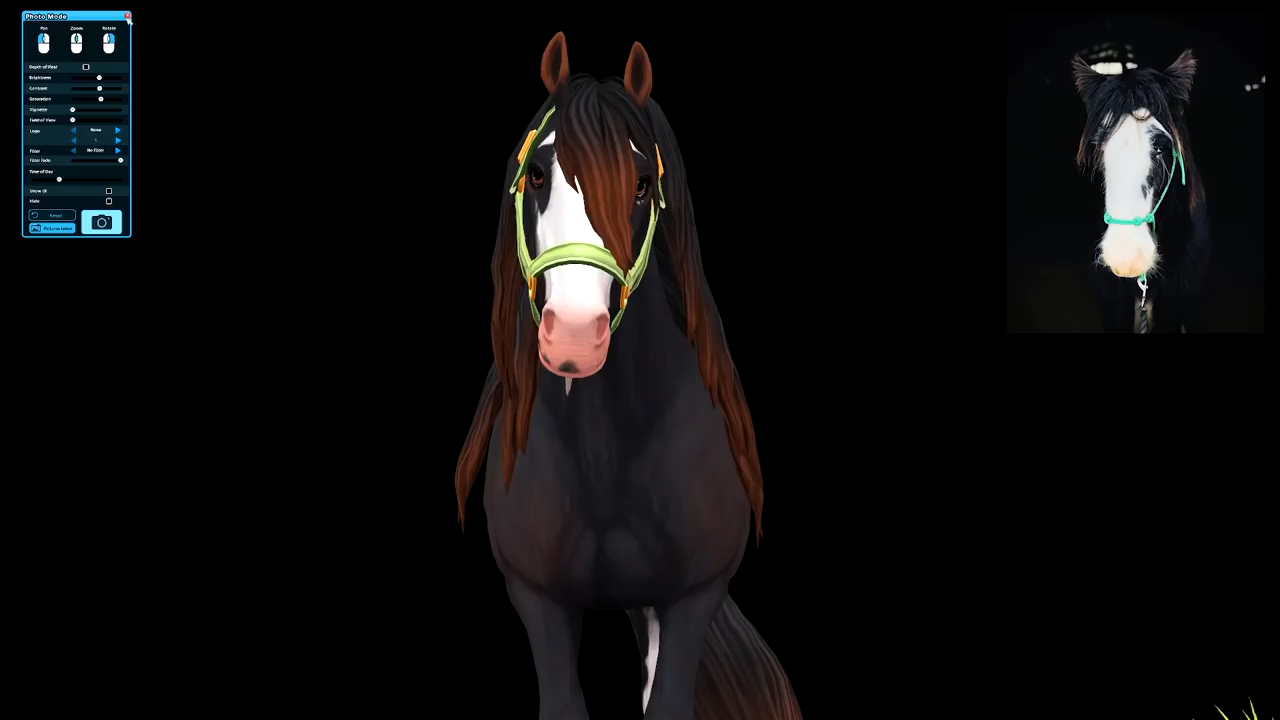 Photo Mode
Pan Zoom Rotate
Depth of Field
Brightness
Contrast
Saturation
Vignette
Field of View
Logo None
1
Filter No filter
Filter Fade
Time of Day
Show UI
Hide
Reset
Pictures taken